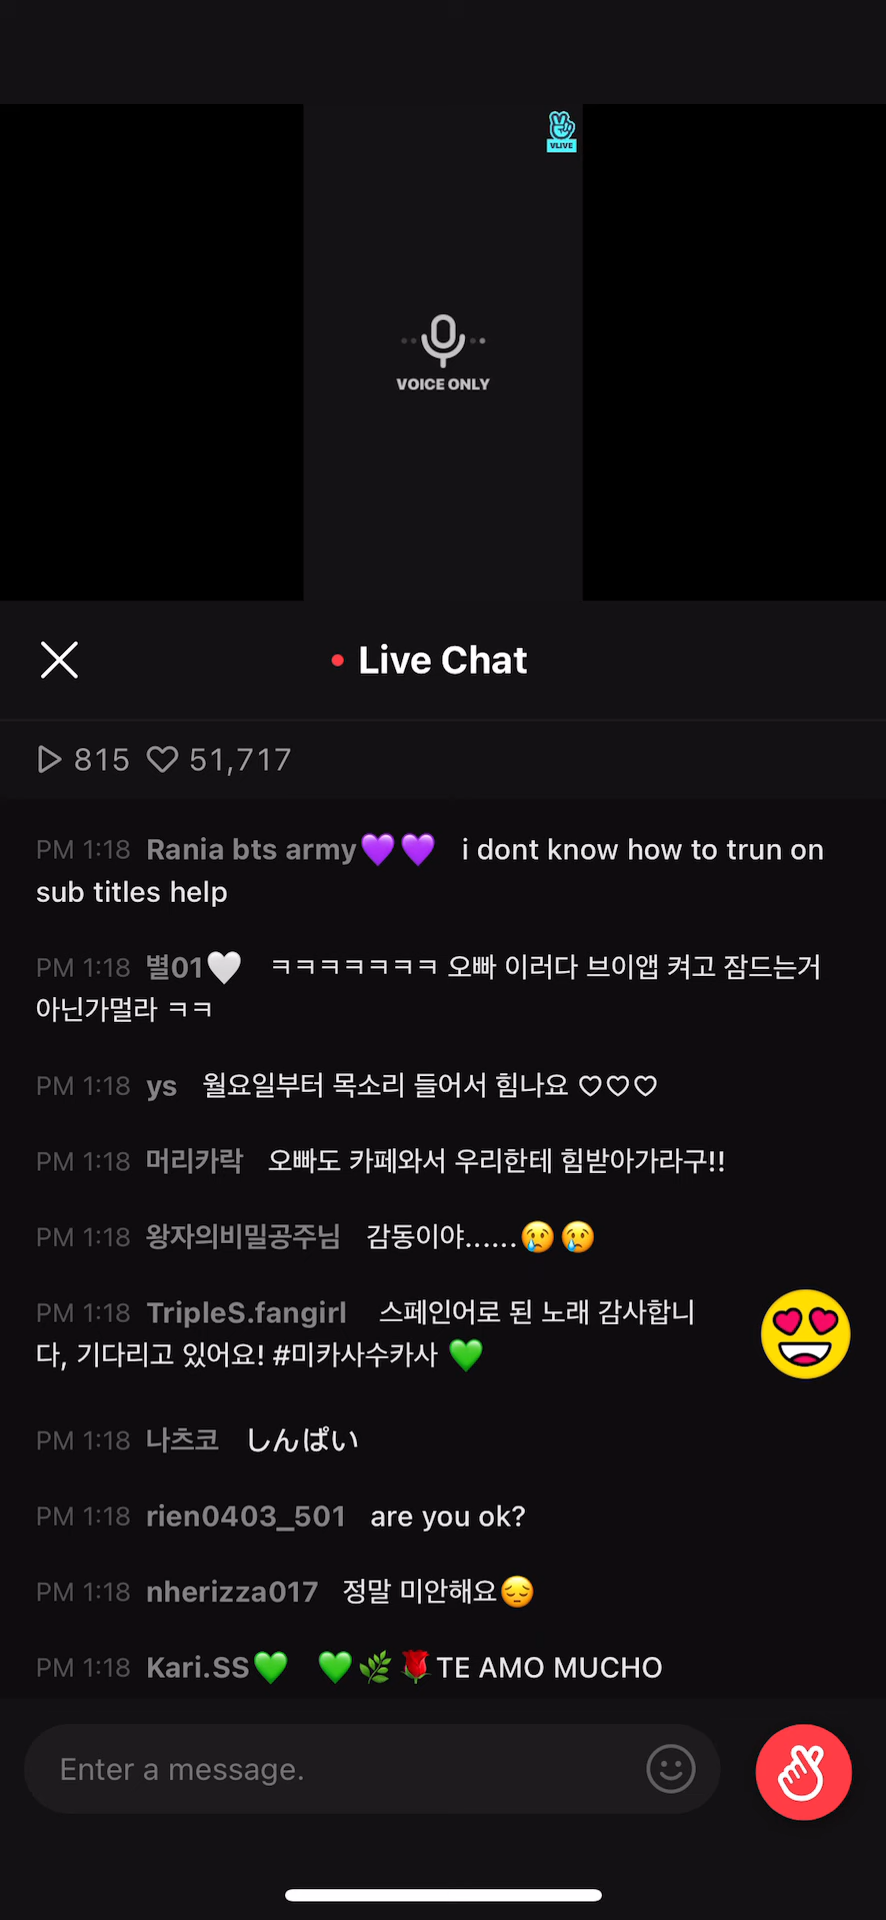 VLIVE
VOICE ONLY
Live Chat
815 51,717
PM 1:18 Rania bts army💜💜 i dont know how to trun on
sub titles help
PM 1:18 별01🤍 ㅋㅋㅋㅋㅋㅋㅋ 오빠 이러다 브이앱 켜고 잠드는거
아닌가멀라 ㅋㅋ
PM 1:18 ys 월요일부터 목소리 들어서 힘나요 ♡♡♡
PM 1:18 머리카락 오빠도 카페와서 우리한테 힘받아가라구!!
PM 1:18 왕자의비밀공주님 감동이야......😢😢
PM 1:18 TripleS.fangirl 스페인어로 된 노래 감사합니
다, 기다리고 있어요! #미카사수카사 💚
PM 1:18 나츠코 しんぱい
PM 1:18 rien0403_501 are you ok?
PM 1:18 nherizza017 정말 미안해요😔
PM 1:18 Kari.SS💚 💚🌿🌹TE AMO MUCHO
Enter a message.